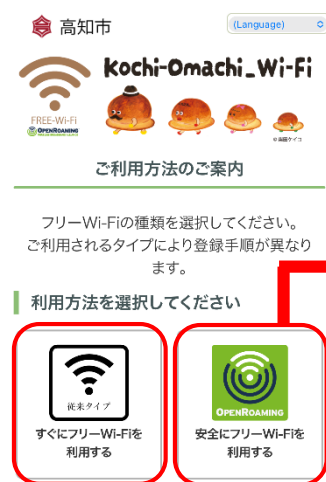 高知市
(Language)
Kochi-Omachi_Wi-Fi
FREE-Wi-Fi
OPENROAMING
ご利用方法のご案内
フリーWi-Fiの種類を選択してください。
ご利用されるタイプにより登録手順が異なり
ます。
利用方法を選択してください
従来タイプ
すぐにフリーWi-Fiを
利用する
OPENROAMING
安全にフリーWi-Fiを
利用する